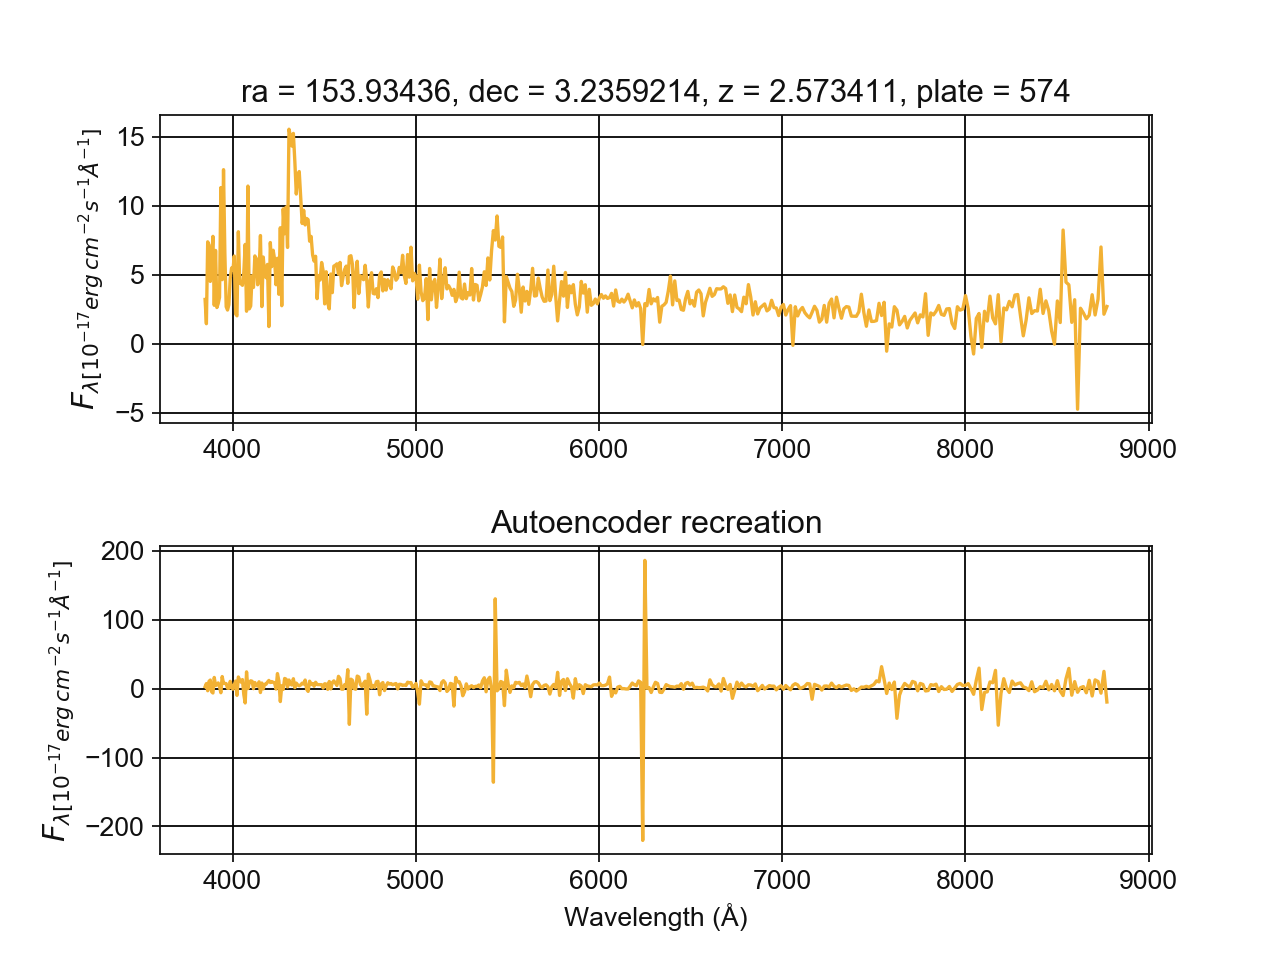 ra = 153.93436, dec = 3.2359214, z = 2.573411, plate = 574
F_λ[10^−17 erg cm^−2 s^−1 Å^−1]
15
10
5
0
−5
4000 5000 6000 7000 8000 9000
Autoencoder recreation
F_λ[10^−17 erg cm^−2 s^−1 Å^−1]
200
100
0
−100
−200
4000 5000 6000 7000 8000 9000
Wavelength (Å)